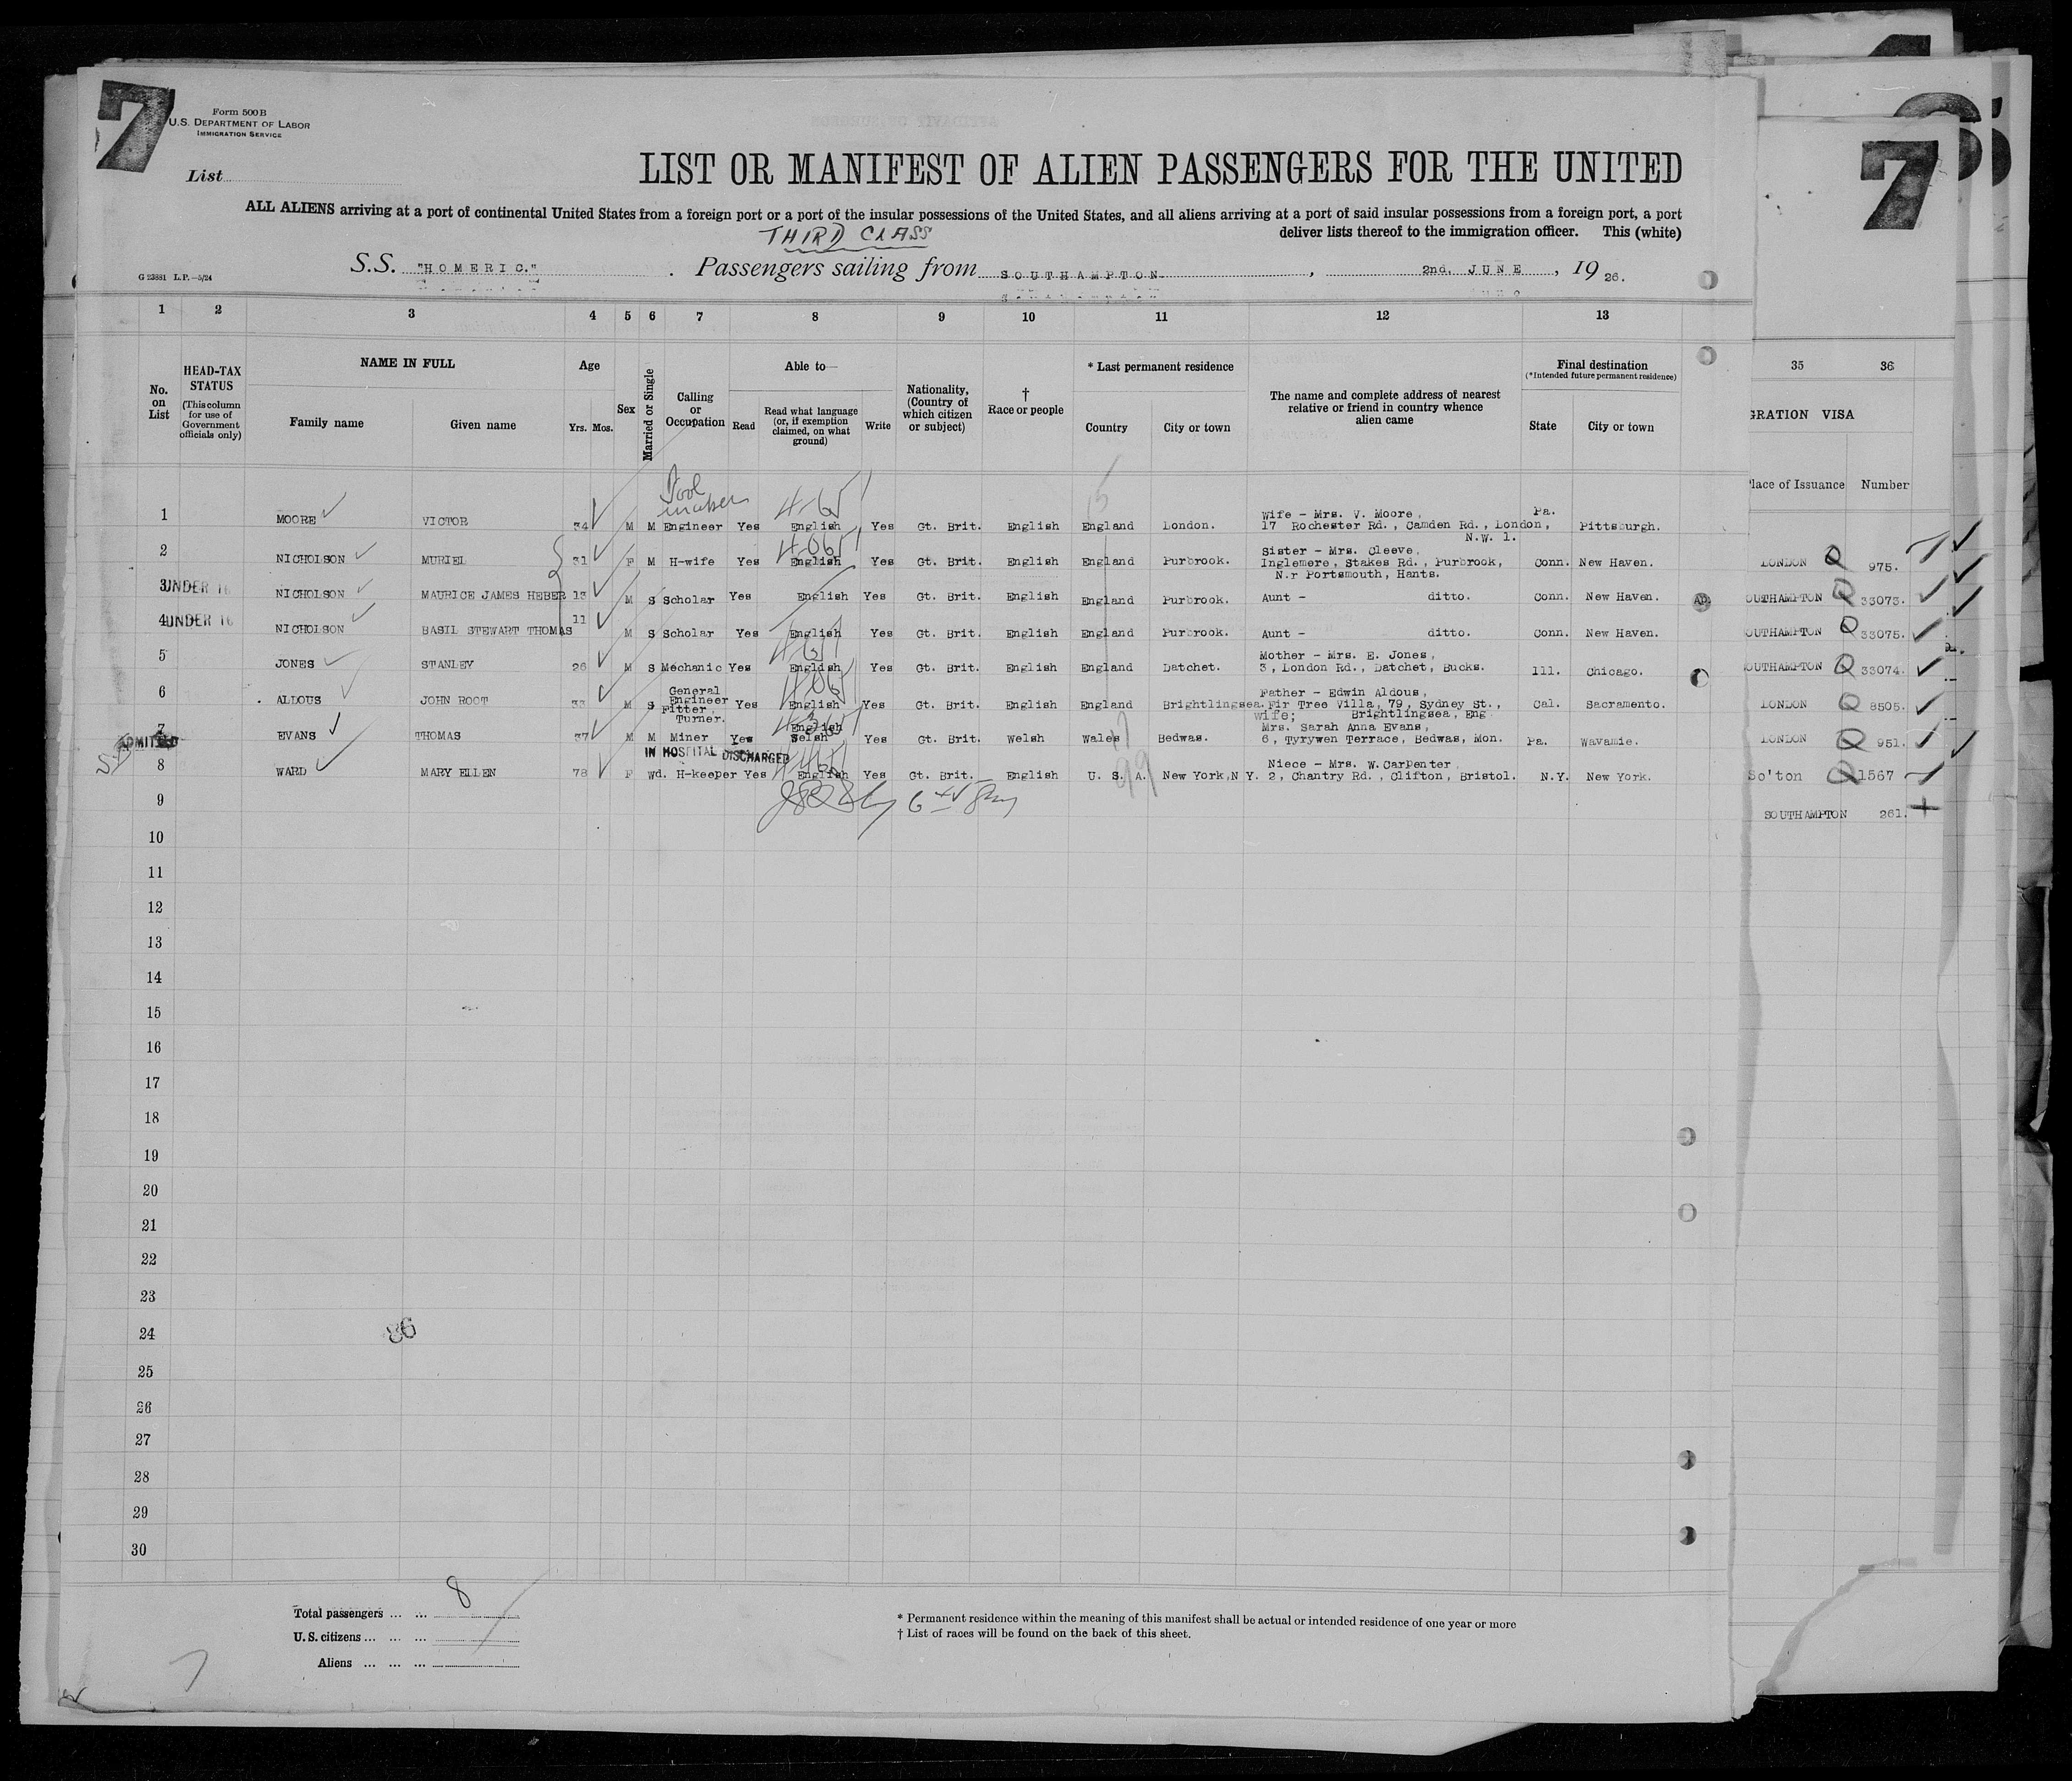 7
Form 500 B
U.S. DEPARTMENT OF LABOR
IMMIGRATION SERVICE
List
LIST OR MANIFEST OF ALIEN PASSENGERS FOR THE UNITED
ALL ALIENS arriving at a port of continental United States from a foreign port or a port of the insular possessions of the United States, and all aliens arriving at a port of said insular possessions from a foreign port, a port
deliver lists thereof to the immigration officer. This (white)
THIRD CLASS
G 23881 L.P.—5/24
S.S. "HOMERIC." Passengers sailing from SOUTHAMPTON, 2nd. JUNE, 19 26.
1 2 3 4 5 6 7 8 9 10 11 12 13
No. on List
HEAD-TAX STATUS (This column for use of Government officials only)
NAME IN FULL
Family name Given name
Age
Yrs. Mos.
Sex
Married or Single
Calling or Occupation
Able to—
Read
Read what language (or, if exemption claimed, on what ground)
Write
Nationality, (Country of which citizen or subject)
† Race or people
* Last permanent residence
Country City or town
The name and complete address of nearest relative or friend in country whence alien came
Final destination
(*Intended future permanent residence)
State City or town
7
35 36
GRATION VISA
lace of Issuance Number
Tool maker
1 MOORE VICTOR 34 M M Engineer Yes English Yes Gt. Brit. English England London. Wife - Mrs. V. Moore, 17 Rochester Rd., Camden Rd., London, N.W. 1. Pa. Pittsburgh.
2 NICHOLSON MURIEL 31 F M H-wife Yes English Yes Gt. Brit. English England Purbrook. Sister - Mrs. Cleeve, Inglemere, Stakes Rd., Purbrook, N.r Portsmouth, Hants. Conn. New Haven.
LONDON Q 975.
3 UNDER 16 NICHOLSON MAURICE JAMES HEBER 13 M S Scholar Yes English Yes Gt. Brit. English England Purbrook. Aunt - ditto. Conn. New Haven.
OUTHAMPTON Q 33073.
4 UNDER 16 NICHOLSON BASIL STEWART THOMAS 11 M S Scholar Yes English Yes Gt. Brit. English England Purbrook. Aunt - ditto. Conn. New Haven.
OUTHAMPTON Q 33075.
5 JONES STANLEY 26 M S Mechanic Yes English Yes Gt. Brit. English England Datchet. Mother - Mrs. E. Jones, 3, London Rd., Datchet, Bucks. Ill. Chicago.
OUTHAMPTON Q 33074.
6 ALDOUS JOHN ROOT 33 M S General Engineer Fitter, Turner. Yes English Yes Gt. Brit. English England Brightlingsea. Father - Edwin Aldous, Fir Tree Villa, 79, Sydney St., Brightlingsea, Eng Cal. Sacramento.
LONDON Q 8505.
7 ADMITTED EVANS THOMAS 37 M M Miner Yes English Welsh Yes Gt. Brit. Welsh Wales Bedwas. wife; Mrs. Sarah Anna Evans, 6, Tyrywen Terrace, Bedwas, Mon. Pa. Wavamie.
LONDON Q 951.
IN HOSPITAL DISCHARGED
8 WARD MARY ELLEN 78 F Wd. H-keeper Yes English Yes Gt. Brit. English U. S. A. New York, N Y. Niece - Mrs. W. Carpenter, 2, Chantry Rd., Clifton, Bristol. N.Y. New York.
So'ton Q 1567
SOUTHAMPTON 261.
9
10
11
12
13
14
15
16
17
18
19
20
21
22
23
24
86
25
26
27
28
29
30
Total passengers ... ... 8
U. S. citizens ... ... ...
Aliens ... ... ...
* Permanent residence within the meaning of this manifest shall be actual or intended residence of one year or more
† List of races will be found on the back of this sheet.